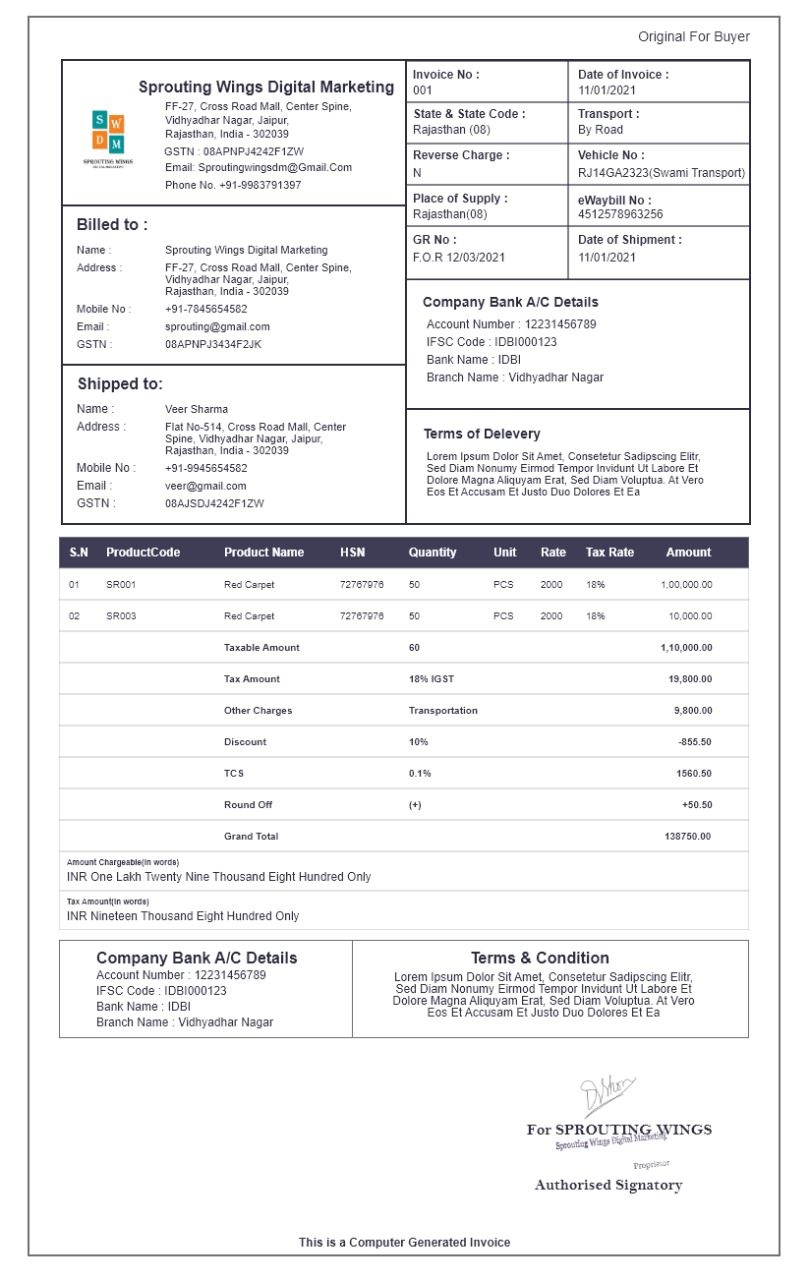 Original For Buyer
S W
D M
SPROUTING WINGS
DIGITAL MARKETING
Sprouting Wings Digital Marketing
FF-27, Cross Road Mall, Center Spine,
Vidhyadhar Nagar, Jaipur,
Rajasthan, India - 302039
GSTN : 08APNPJ4242F1ZW
Email: Sproutingwingsdm@Gmail.Com
Phone No. +91-9983791397
Billed to :
Name : Sprouting Wings Digital Marketing
Address : FF-27, Cross Road Mall, Center Spine,
Vidhyadhar Nagar, Jaipur,
Rajasthan, India - 302039
Mobile No : +91-7845654582
Email : sprouting@gmail.com
GSTN : 08APNPJ3434F2JK
Shipped to:
Name : Veer Sharma
Address : Flat No-514, Cross Road Mall, Center
Spine, Vidhyadhar Nagar, Jaipur,
Rajasthan, India - 302039
Mobile No : +91-9945654582
Email : veer@gmail.com
GSTN : 08AJSDJ4242F1ZW
Invoice No : Date of Invoice :
001 11/01/2021
State & State Code : Transport :
Rajasthan (08) By Road
Reverse Charge : Vehicle No :
N RJ14GA2323(Swami Transport)
Place of Supply : eWaybill No :
Rajasthan(08) 4512578963256
GR No : Date of Shipment :
F.O.R 12/03/2021 11/01/2021
Company Bank A/C Details
Account Number : 12231456789
IFSC Code : IDBI000123
Bank Name : IDBI
Branch Name : Vidhyadhar Nagar
Terms of Delevery
Lorem Ipsum Dolor Sit Amet, Consetetur Sadipscing Elitr,
Sed Diam Nonumy Eirmod Tempor Invidunt Ut Labore Et
Dolore Magna Aliquyam Erat, Sed Diam Voluptua. At Vero
Eos Et Accusam Et Justo Duo Dolores Et Ea
S.N ProductCode Product Name HSN Quantity Unit Rate Tax Rate Amount
01 SR001 Red Carpet 72767976 50 PCS 2000 18% 1,00,000.00
02 SR003 Red Carpet 72767976 50 PCS 2000 18% 10,000.00
Taxable Amount 60 1,10,000.00
Tax Amount 18% IGST 19,800.00
Other Charges Transportation 9,800.00
Discount 10% -855.50
TCS 0.1% 1560.50
Round Off (+) +50.50
Grand Total 138750.00
Amount Chargeable(in words)
INR One Lakh Twenty Nine Thousand Eight Hundred Only
Tax Amount(in words)
INR Nineteen Thousand Eight Hundred Only
Company Bank A/C Details
Account Number : 12231456789
IFSC Code : IDBI000123
Bank Name : IDBI
Branch Name : Vidhyadhar Nagar
Terms & Condition
Lorem Ipsum Dolor Sit Amet, Consetetur Sadipscing Elitr,
Sed Diam Nonumy Eirmod Tempor Invidunt Ut Labore Et
Dolore Magna Aliquyam Erat, Sed Diam Voluptua. At Vero
Eos Et Accusam Et Justo Duo Dolores Et Ea
For SPROUTING WINGS
Sprouting Wings Digital Marketing
Proprietor
Authorised Signatory
This is a Computer Generated Invoice